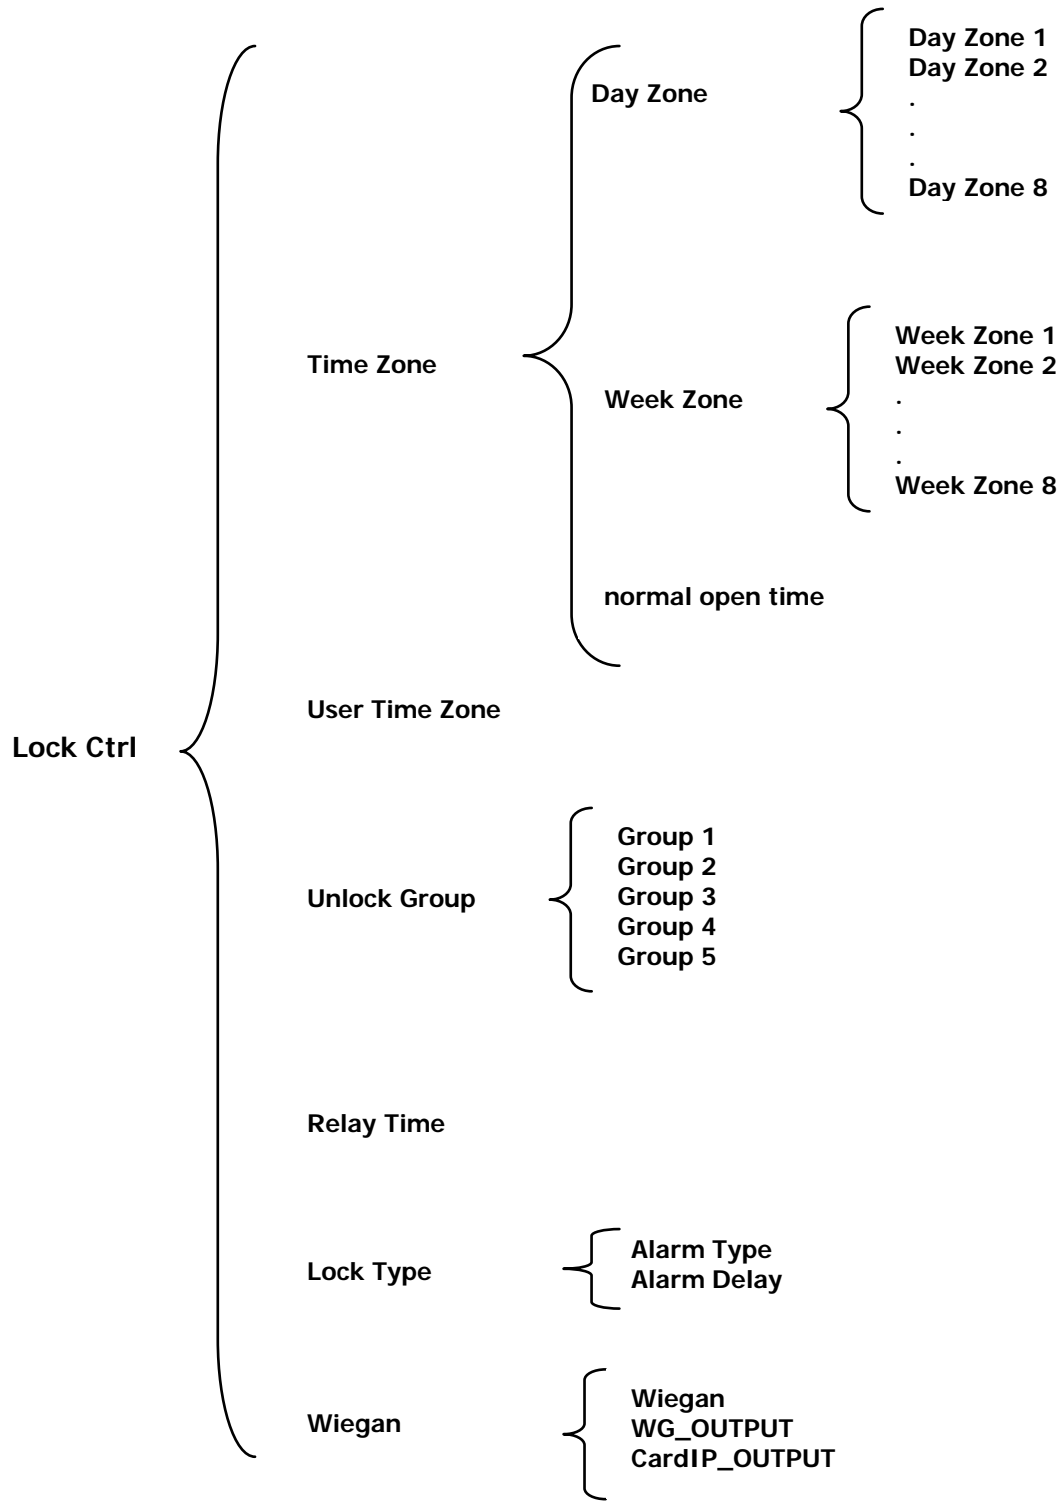 Day Zone 1
Day Zone 2
.
.
.
Day Zone 8
Day Zone
Week Zone 1
Week Zone 2
.
.
.
Week Zone 8
Time Zone
Week Zone
normal open time
User Time Zone
Lock Ctrl
Group 1
Group 2
Group 3
Group 4
Group 5
Unlock Group
Relay Time
Alarm Type
Alarm Delay
Lock Type
Wiegan
WG_OUTPUT
CardIP_OUTPUT
Wiegan